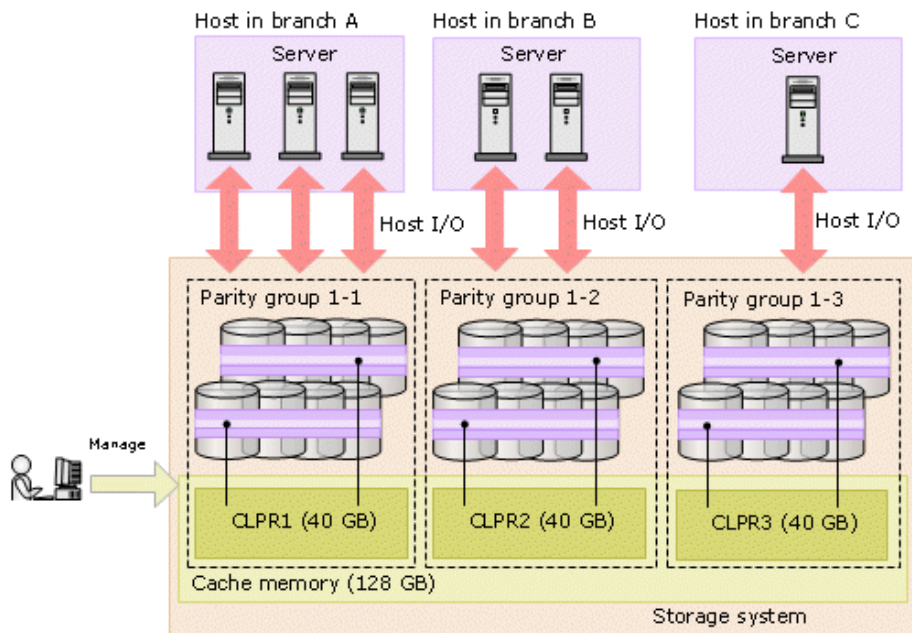 Host in branch A
Host in branch B
Host in branch C
Server
Server
Server
Host I/O
Host I/O
Host I/O
Parity group 1-1
Parity group 1-2
Parity group 1-3
Manage
CLPR1 (40 GB)
CLPR2 (40 GB)
CLPR3 (40 GB)
Cache memory (128 GB)
Storage system